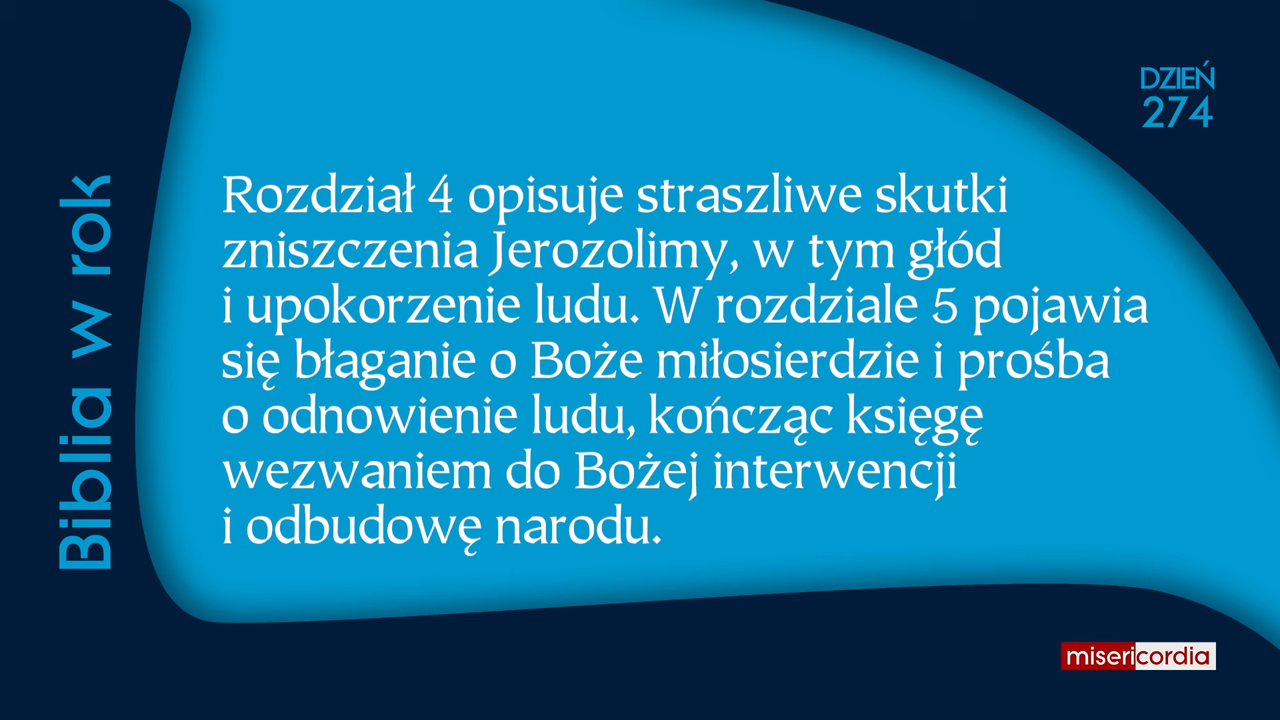 DZIEŃ
274
Biblia w rok
Rozdział 4 opisuje straszliwe skutki
zniszczenia Jerozolimy, w tym głód
i upokorzenie ludu. W rozdziale 5 pojawia
się błaganie o Boże miłosierdzie i prośba
o odnowienie ludu, kończąc księgę
wezwaniem do Bożej interwencji
i odbudowę narodu.
misericordia